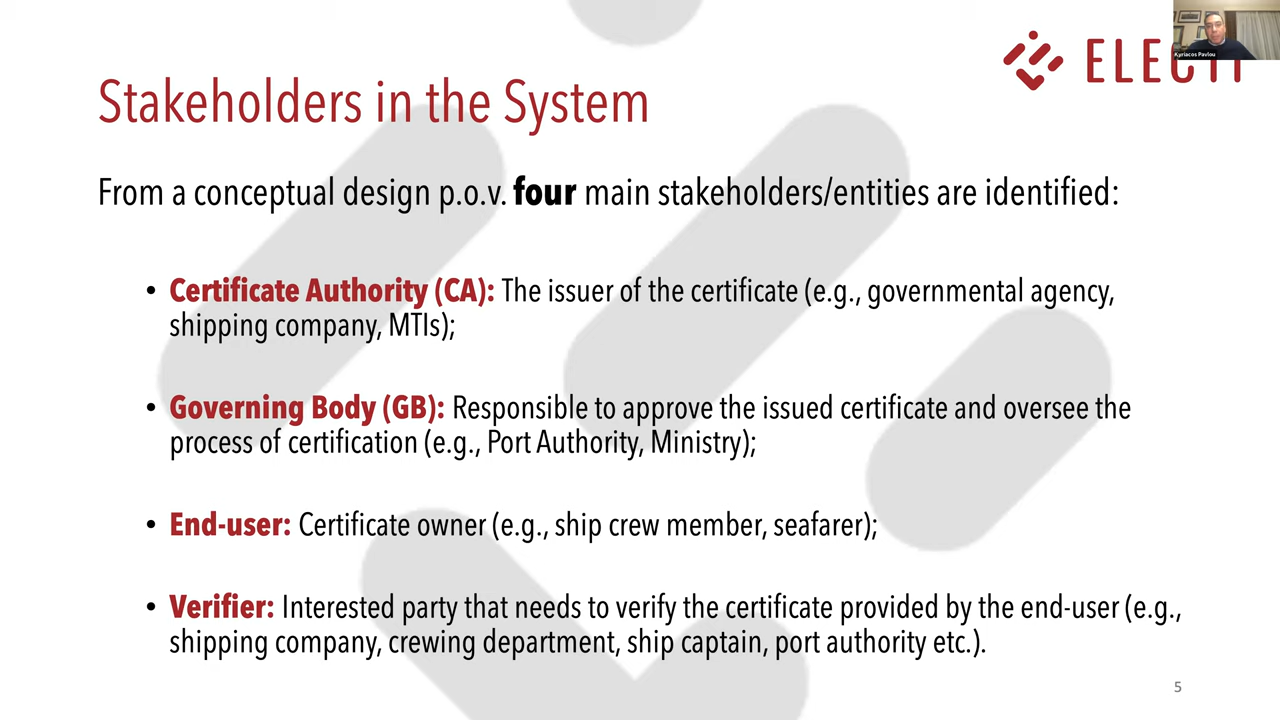 Kyriacos Pavlou
Stakeholders in the System
From a conceptual design p.o.v. four main stakeholders/entities are identified:
• Certificate Authority (CA): The issuer of the certificate (e.g., governmental agency,
shipping company, MTIs);
• Governing Body (GB): Responsible to approve the issued certificate and oversee the
process of certification (e.g., Port Authority, Ministry);
• End-user: Certificate owner (e.g., ship crew member, seafarer);
• Verifier: Interested party that needs to verify the certificate provided by the end-user (e.g.,
shipping company, crewing department, ship captain, port authority etc.).
5